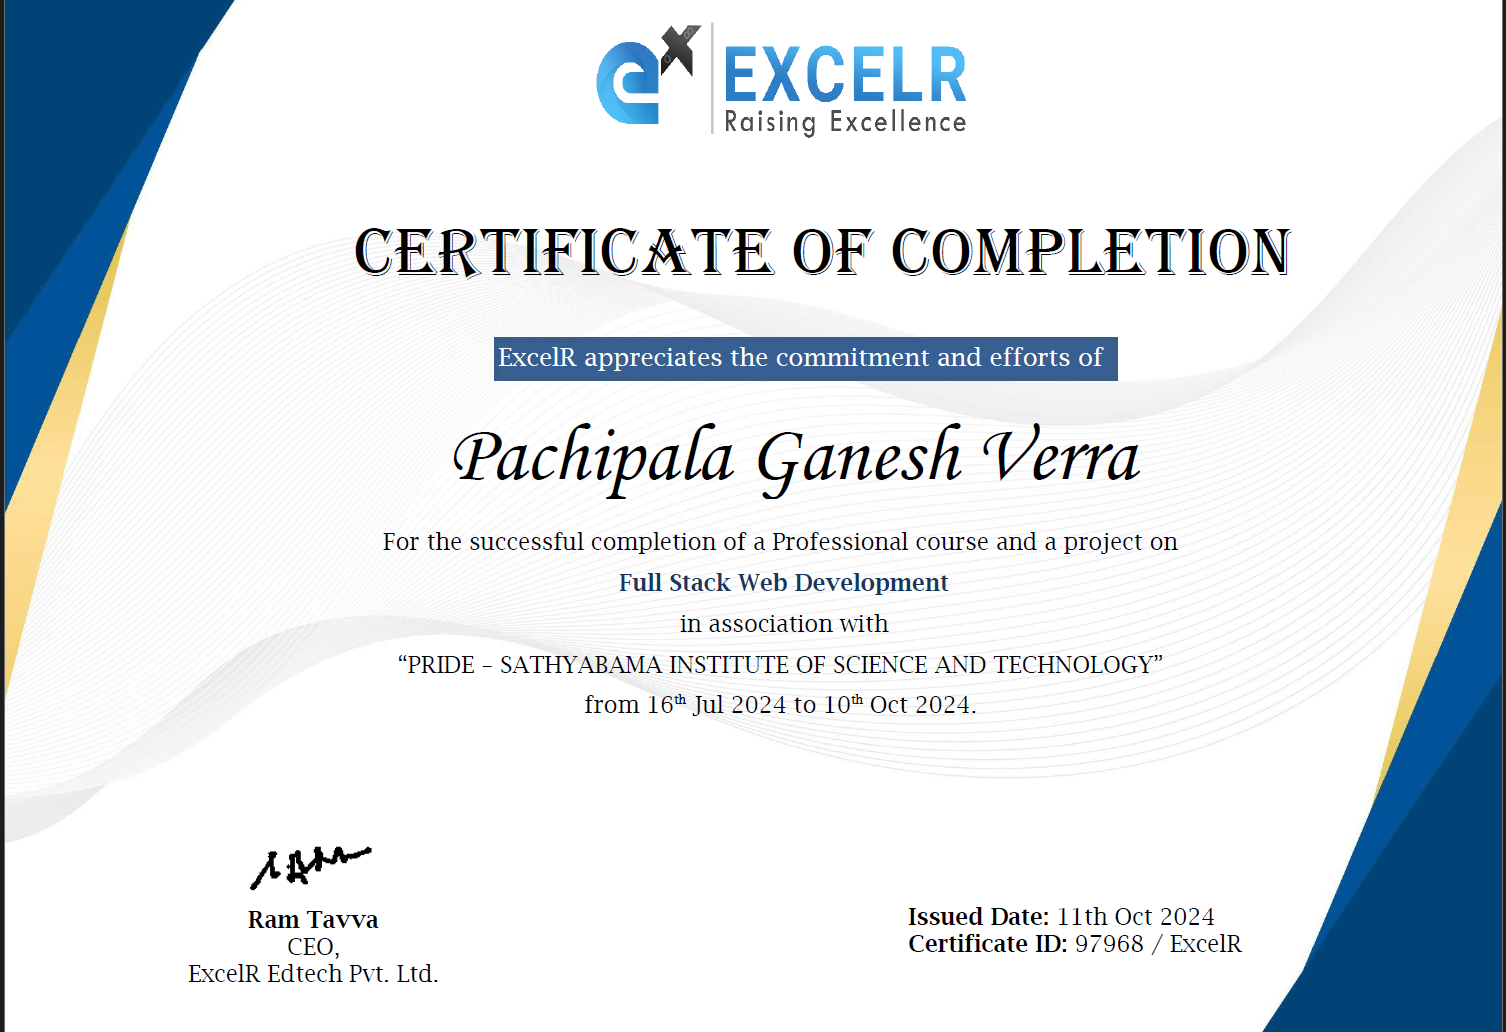 EXCELR
Raising Excellence
CERTIFICATE OF COMPLETION
ExcelR appreciates the commitment and efforts of
Pachipala Ganesh Verra
For the successful completion of a Professional course and a project on
Full Stack Web Development
in association with
“PRIDE – SATHYABAMA INSTITUTE OF SCIENCE AND TECHNOLOGY”
from 16th Jul 2024 to 10th Oct 2024.
Ram Tavva
CEO,
ExcelR Edtech Pvt. Ltd.
Issued Date: 11th Oct 2024
Certificate ID: 97968 / ExcelR